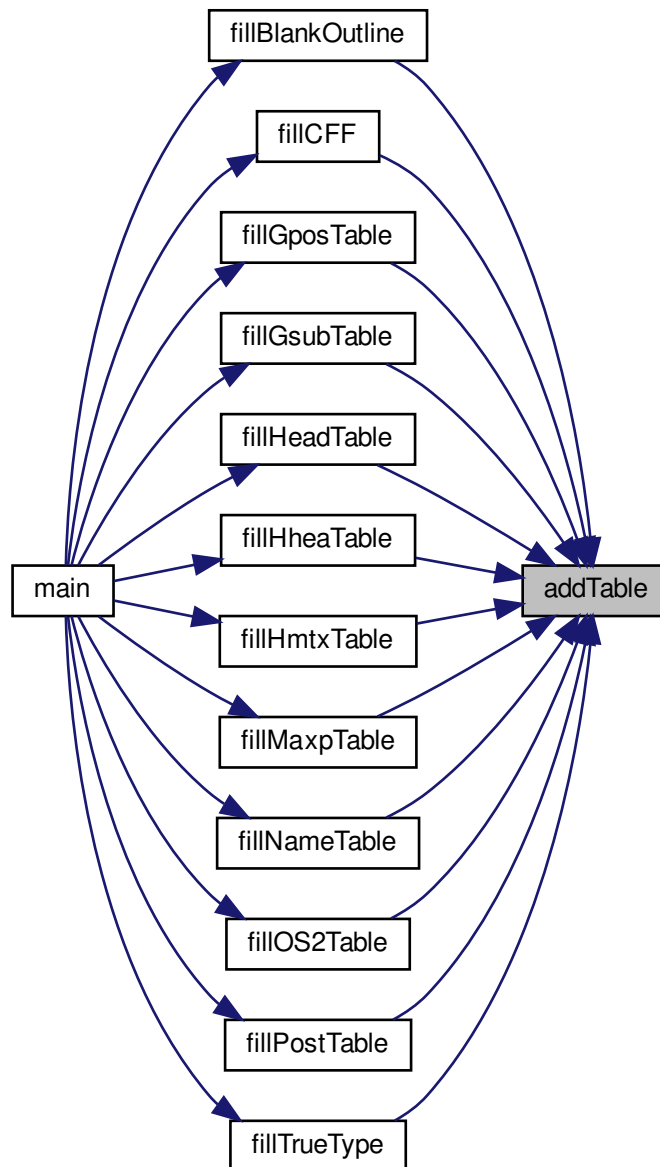 fillBlankOutline
fillCFF
fillGposTable
fillGsubTable
fillHeadTable
fillHheaTable
main
addTable
fillHmtxTable
fillMaxpTable
fillNameTable
fillOS2Table
fillPostTable
fillTrueType